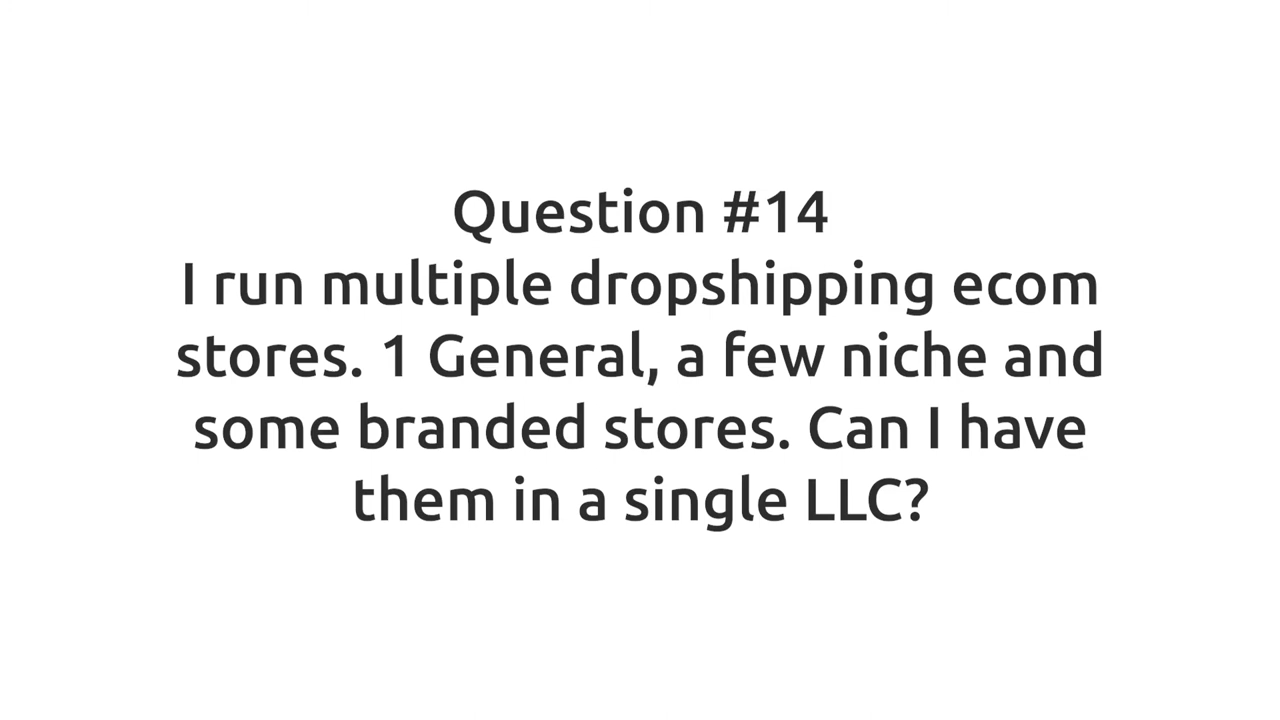 Question #14
I run multiple dropshipping ecom
stores. 1 General, a few niche and
some branded stores. Can I have
them in a single LLC?